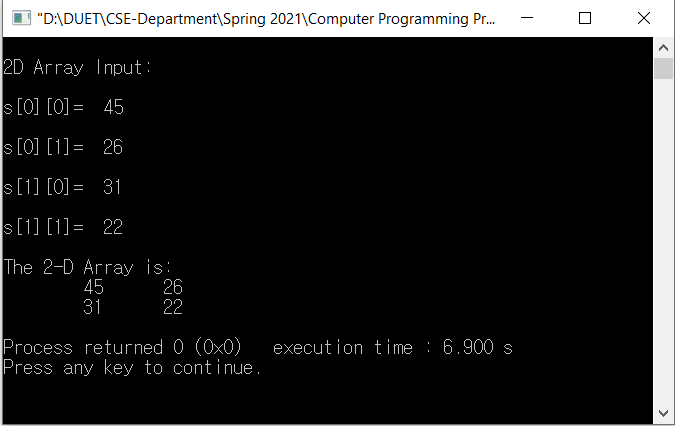 "D:\DUET\CSE-Department\Spring 2021\Computer Programming Pr...
2D Array Input:
s[0][0]=  45
s[0][1]=  26
s[1][0]=  31
s[1][1]=  22
The 2-D Array is:
        45      26
        31      22
Process returned 0 (0x0)   execution time : 6.900 s
Press any key to continue.